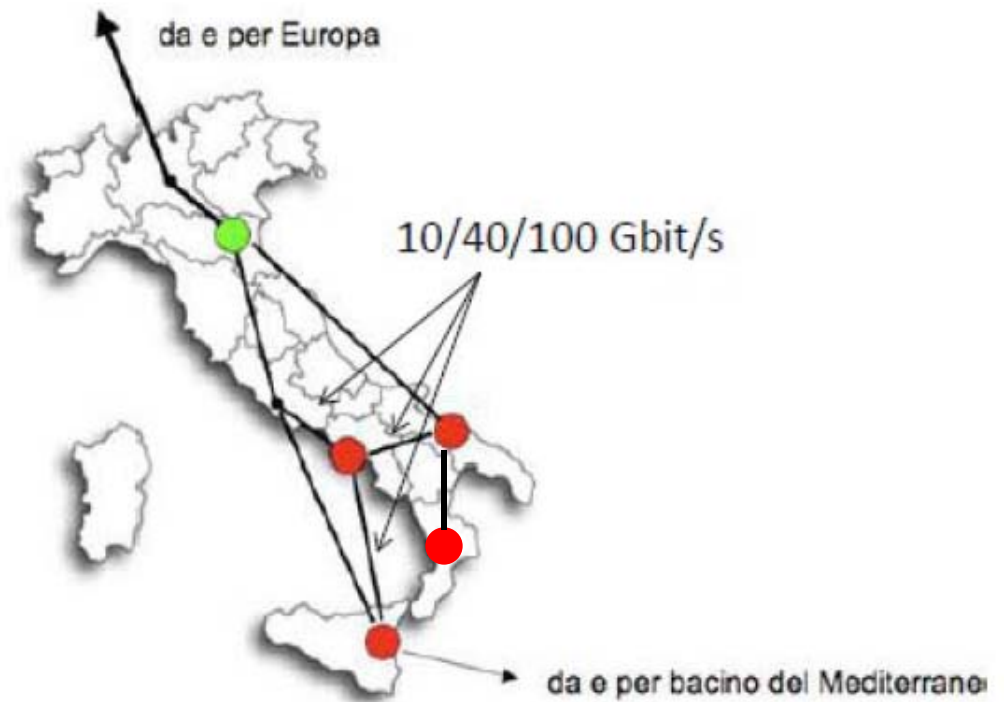 da e per Europa
10/40/100 Gbit/s
da e per bacino del Mediterrane